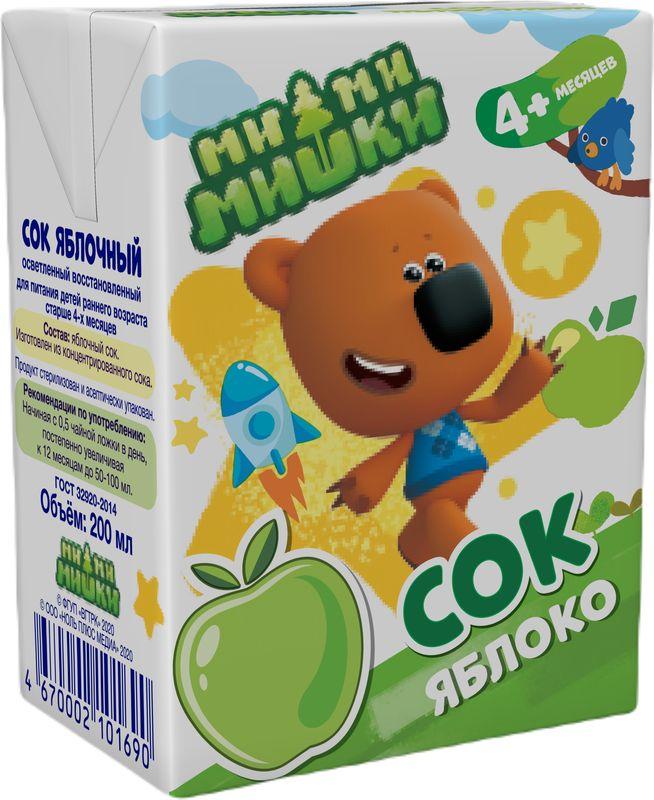 МИ-МИ
МИШКИ
4+ МЕСЯЦЕВ
СОК
ЯБЛОКО
СОК ЯБЛОЧНЫЙ
осветленный восстановленный
для питания детей раннего возраста
старше 4-х месяцев
Состав: яблочный сок.
Изготовлен из концентрированного сока.
Продукт стерилизован и асептически упакован.
Рекомендации по употреблению:
Начиная с 0,5 чайной ложки в день,
постепенно увеличивая
к 12 месяцам до 50-100 мл.
ГОСТ 32920-2014
Объём: 200 мл
МИ-МИ
МИШКИ
© ФГУП «ВГТРК» 2020
© ООО «НОЛЬ ПЛЮС МЕДИА» 2020
4 670002 101690